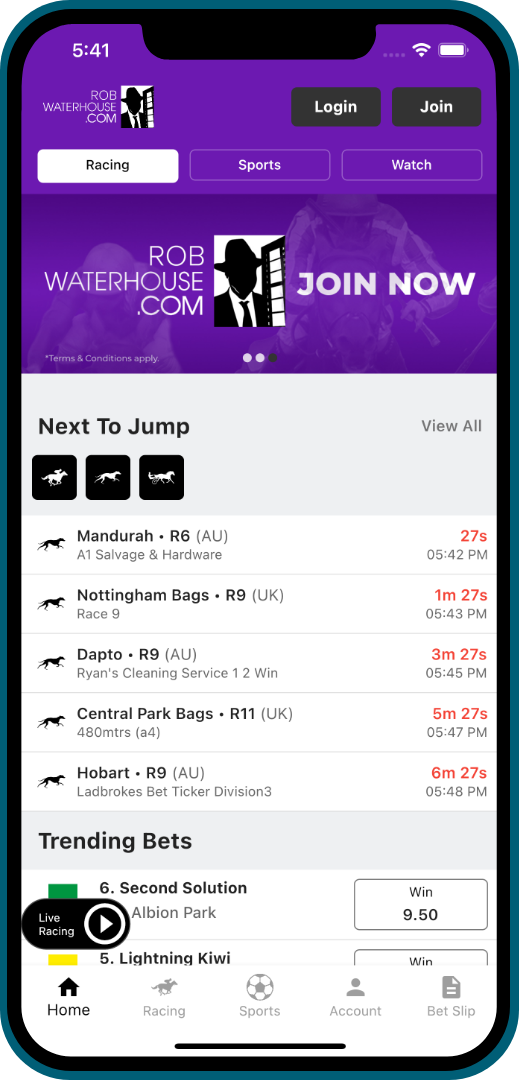 5:41
ROB
WATERHOUSE
.COM
Login
Join
Racing
Sports
Watch
ROB
WATERHOUSE
.COM
JOIN NOW
*Terms & Conditions apply.
Next To Jump
View All
Mandurah • R6 (AU)
27s
A1 Salvage & Hardware
05:42 PM
Nottingham Bags • R9 (UK)
1m 27s
Race 9
05:43 PM
Dapto • R9 (AU)
3m 27s
Ryan's Cleaning Service 1 2 Win
05:45 PM
Central Park Bags • R11 (UK)
5m 27s
480mtrs (a4)
05:47 PM
Hobart • R9 (AU)
6m 27s
Ladbrokes Bet Ticker Division3
05:48 PM
Trending Bets
6. Second Solution
Albion Park
Win
9.50
Live
Racing
5. Lightning Kiwi
Win
Home
Racing
Sports
Account
Bet Slip